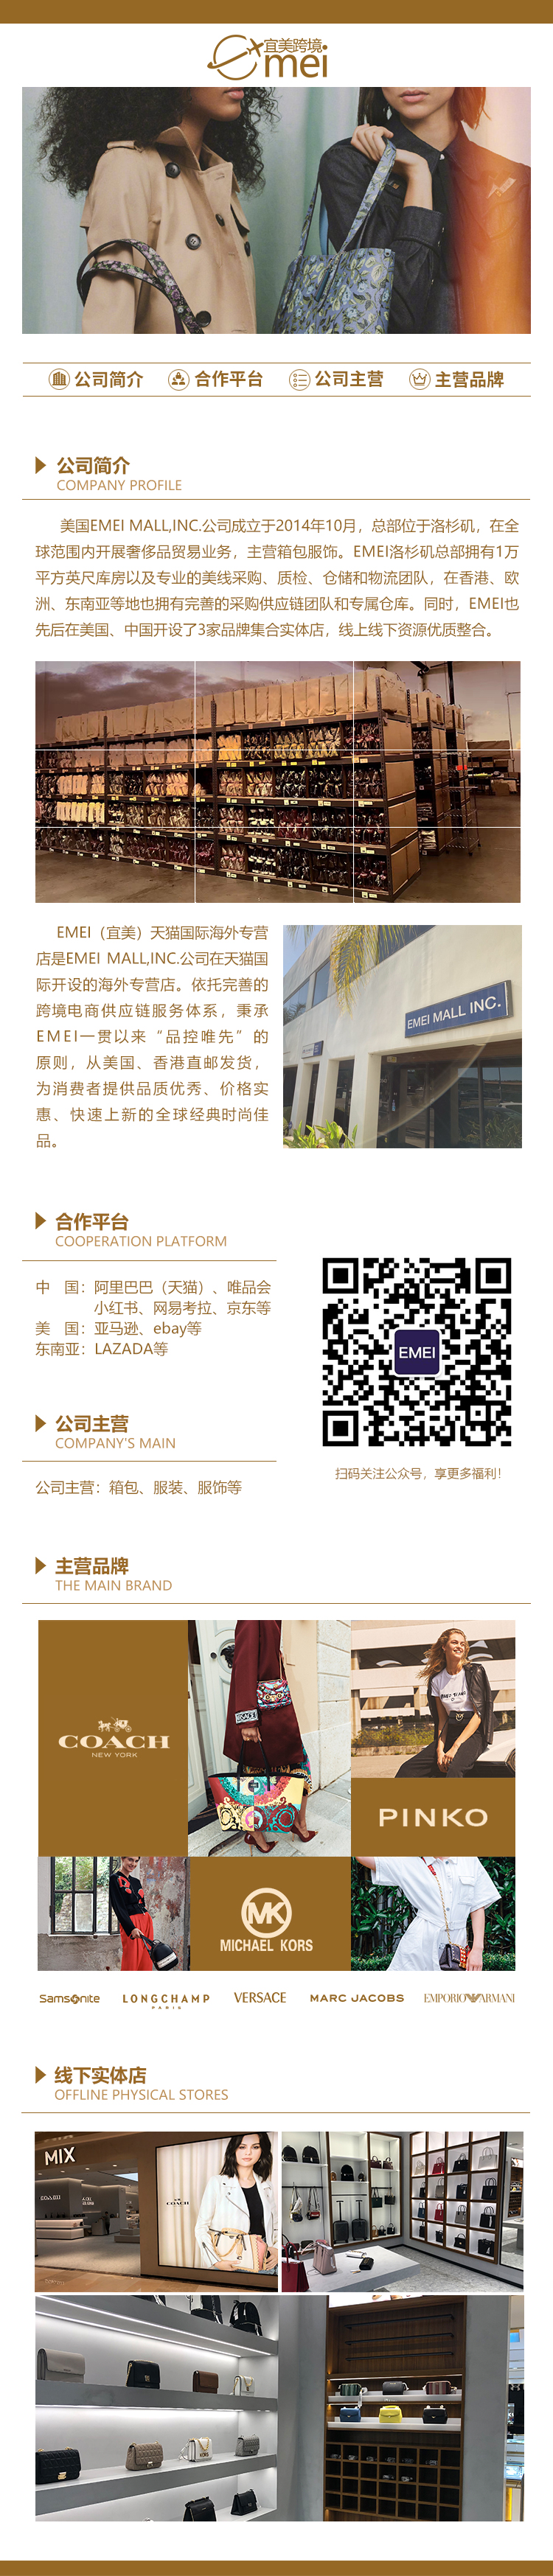 宜美跨境
emei
公司简介
合作平台
公司主营
主营品牌
公司简介
COMPANY PROFILE
美国EMEI MALL,INC.公司成立于2014年10月，总部位于洛杉矶，在全
球范围内开展奢侈品贸易业务，主营箱包服饰。EMEI洛杉矶总部拥有1万
平方英尺库房以及专业的美线采购、质检、仓储和物流团队，在香港、欧
洲、东南亚等地也拥有完善的采购供应链团队和专属仓库。同时，EMEI也
先后在美国、中国开设了3家品牌集合实体店，线上线下资源优质整合。
EMEI（宜美）天猫国际海外专营
店是EMEI MALL,INC.公司在天猫国
际开设的海外专营店。依托完善的
跨境电商供应链服务体系，秉承
EMEI一贯以来“品控唯先”的
原则，从美国、香港直邮发货，
为消费者提供品质优秀、价格实
惠、快速上新的全球经典时尚佳
品。
EMEI MALL INC.
合作平台
COOPERATION PLATFORM
中 国：阿里巴巴（天猫）、唯品会
小红书、网易考拉、京东等
美 国：亚马逊、ebay等
东南亚：LAZADA等
EMEI
扫码关注公众号，享更多福利！
公司主营
COMPANY'S MAIN
公司主营：箱包、服装、服饰等
主营品牌
THE MAIN BRAND
COACH
NEW YORK
PINKO
MK
MICHAEL KORS
Samsonite
LONGCHAMP
PARIS
VERSACE
MARC JACOBS
EMPORIO ARMANI
线下实体店
OFFLINE PHYSICAL STORES
MIX
COACH